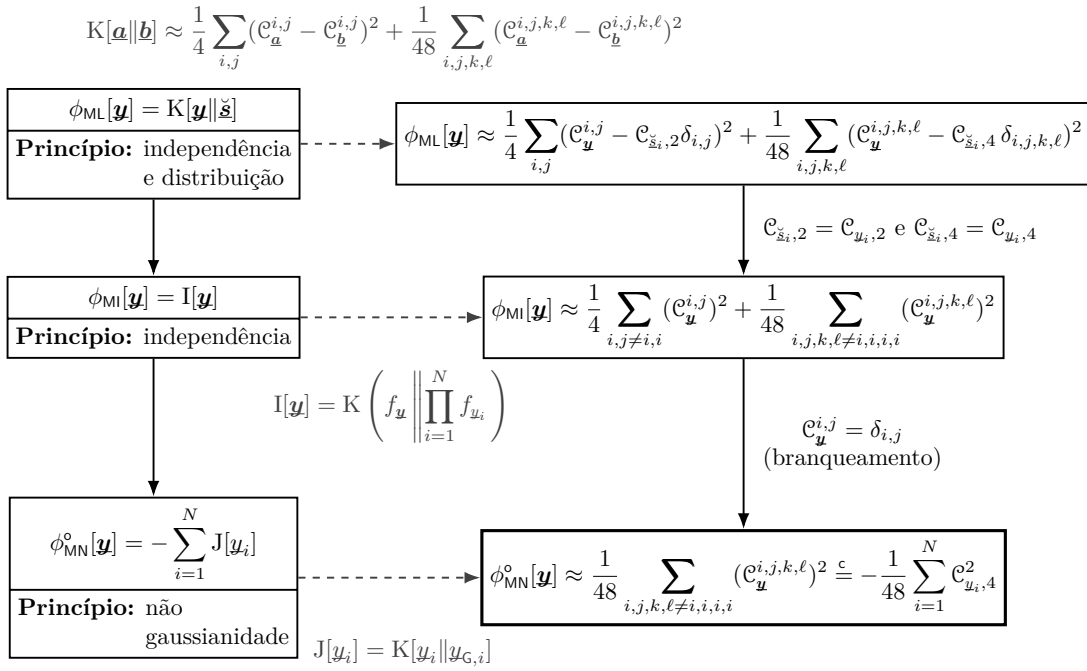 K[a‖b] ≈ 1/4 ∑_{i,j} (𝒞_a^{i,j} − 𝒞_b^{i,j})² + 1/48 ∑_{i,j,k,ℓ} (𝒞_a^{i,j,k,ℓ} − 𝒞_b^{i,j,k,ℓ})²
ϕ_ML[y] = K[y‖š]
Princípio: independência
e distribuição
ϕ_ML[y] ≈ 1/4 ∑_{i,j} (𝒞_y^{i,j} − 𝒞_{š_i,2} δ_{i,j})² + 1/48 ∑_{i,j,k,ℓ} (𝒞_y^{i,j,k,ℓ} − 𝒞_{š_i,4} δ_{i,j,k,ℓ})²
𝒞_{š_i,2} = 𝒞_{y_i,2} e 𝒞_{š_i,4} = 𝒞_{y_i,4}
ϕ_MI[y] = I[y]
Princípio: independência
ϕ_MI[y] ≈ 1/4 ∑_{i,j≠i,i} (𝒞_y^{i,j})² + 1/48 ∑_{i,j,k,ℓ≠i,i,i,i} (𝒞_y^{i,j,k,ℓ})²
I[y] = K ( f_y ‖ ∏_{i=1}^{N} f_{y_i} )
𝒞_y^{i,j} = δ_{i,j}
(branqueamento)
ϕ_MN^o[y] = − ∑_{i=1}^{N} J[y_i]
Princípio: não
gaussianidade
ϕ_MN^o[y] ≈ 1/48 ∑_{i,j,k,ℓ≠i,i,i,i} (𝒞_y^{i,j,k,ℓ})² =^c − 1/48 ∑_{i=1}^{N} 𝒞_{y_i,4}^2
J[y_i] = K[y_i‖y_{G,i}]